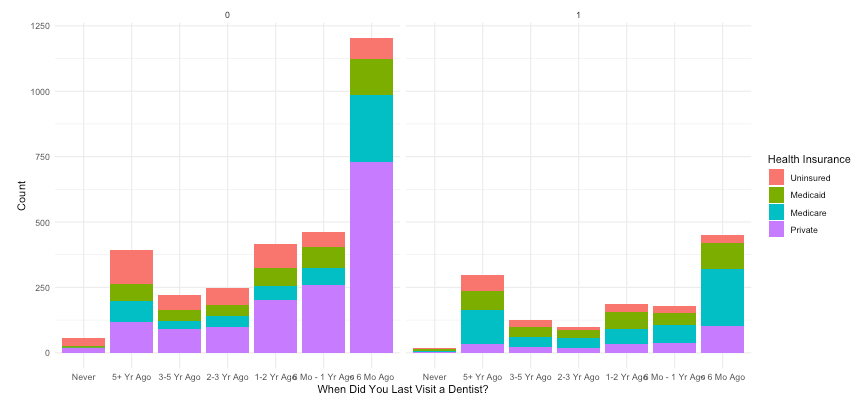 0 1
1250
1000
750
500
250
0
Count
Never 5+ Yr Ago 3-5 Yr Ago 2-3 Yr Ago 1-2 Yr Ago 6 Mo - 1 Yr Ago 6 Mo Ago Never 5+ Yr Ago 3-5 Yr Ago 2-3 Yr Ago 1-2 Yr Ago 6 Mo - 1 Yr Ago 6 Mo Ago
When Did You Last Visit a Dentist?
Health Insurance
Uninsured
Medicaid
Medicare
Private